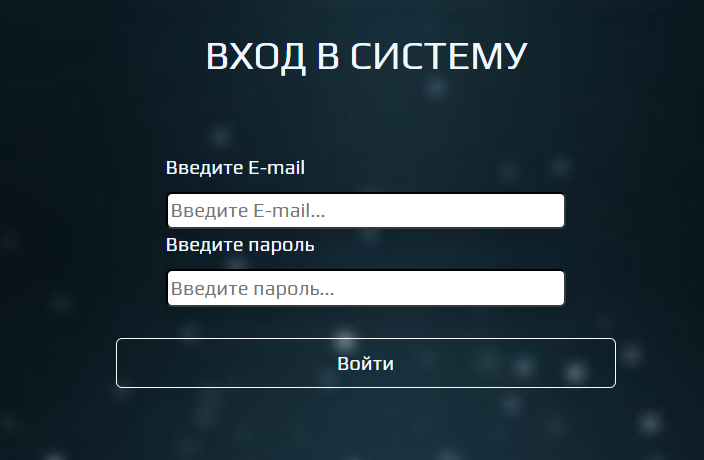 ВХОД В СИСТЕМУ
Введите E-mail
Введите E-mail...
Введите пароль
Введите пароль...
Войти